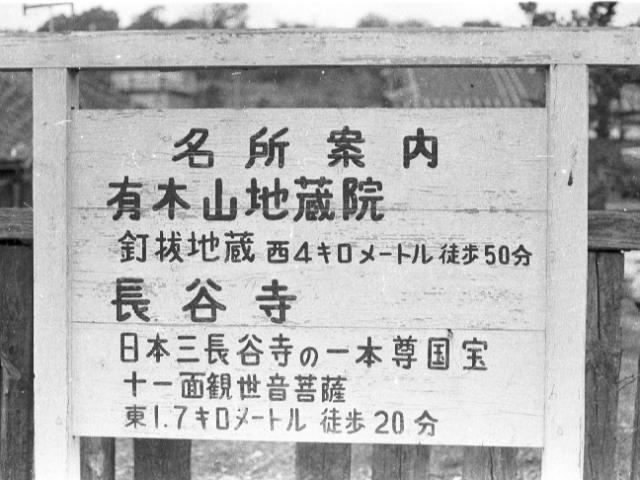 名所案内
有木山地蔵院
釘抜地蔵 西4キロメートル 徒歩50分
長谷寺
日本三長谷寺の一本尊国宝
十一面観世音菩薩
東1.7キロメートル 徒歩20分